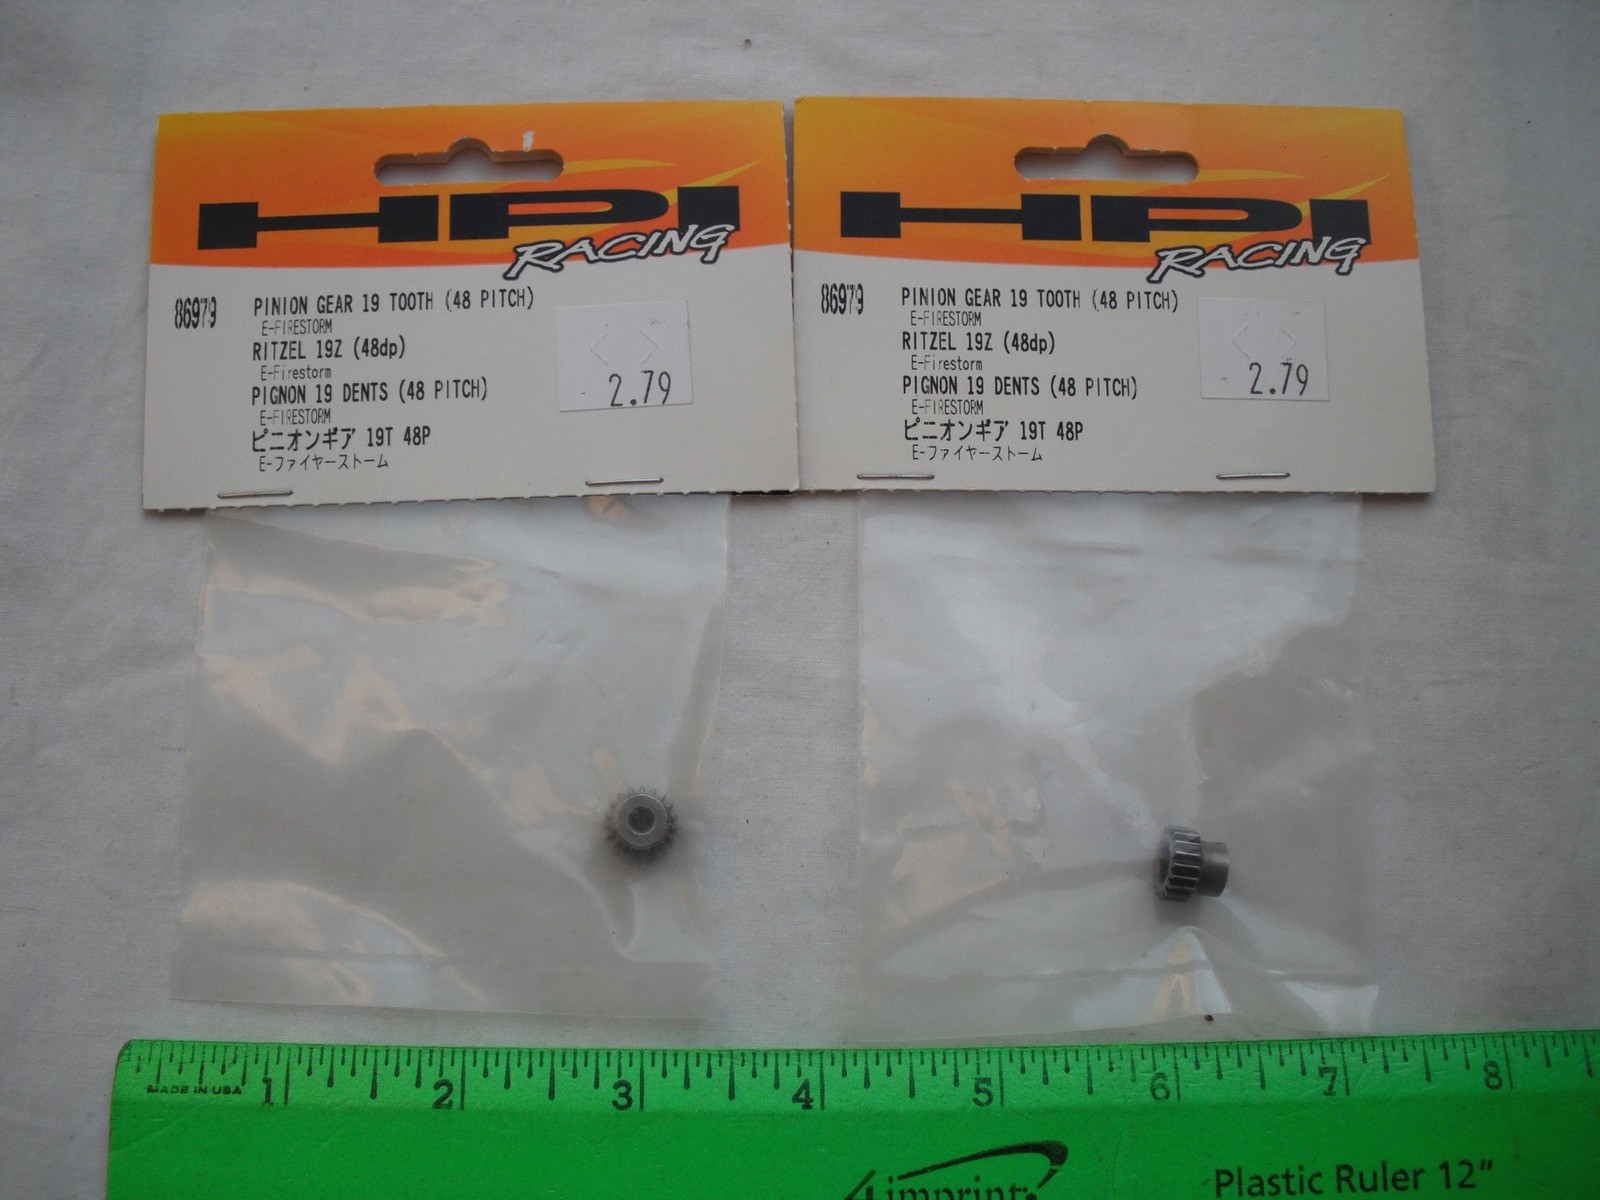 HPI
RACING
86979
PINION GEAR 19 TOOTH (48 PITCH)
E-FIRESTORM
RITZEL 19Z (48dp)
E-Firestorm
PIGNON 19 DENTS (48 PITCH)
E-FIRESTORM
ピニオンギア 19T 48P
E-ファイヤーストーム
2.79
HPI
RACING
86979
PINION GEAR 19 TOOTH (48 PITCH)
E-FIRESTORM
RITZEL 19Z (48dp)
E-Firestorm
PIGNON 19 DENTS (48 PITCH)
E-FIRESTORM
ピニオンギア 19T 48P
E-ファイヤーストーム
2.79
MADE IN USA
1 2 3 4 5 6 7 8
4imprint
Plastic Ruler 12"